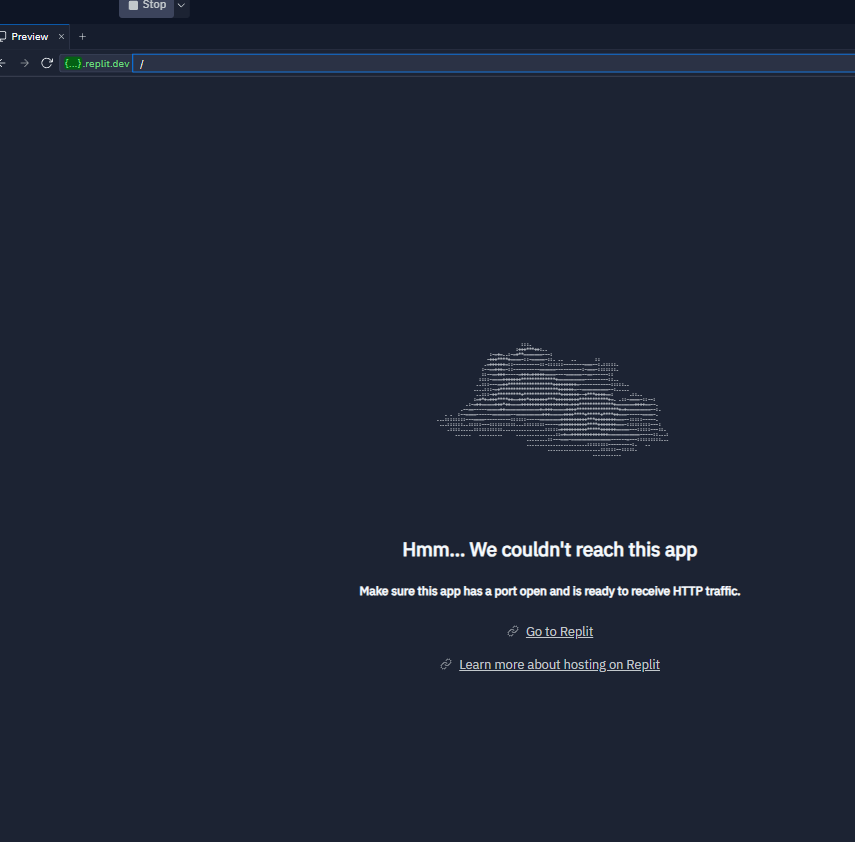 Stop
Preview × +
{...}.replit.dev /
Hmm... We couldn't reach this app
Make sure this app has a port open and is ready to receive HTTP traffic.
Go to Replit
Learn more about hosting on Replit